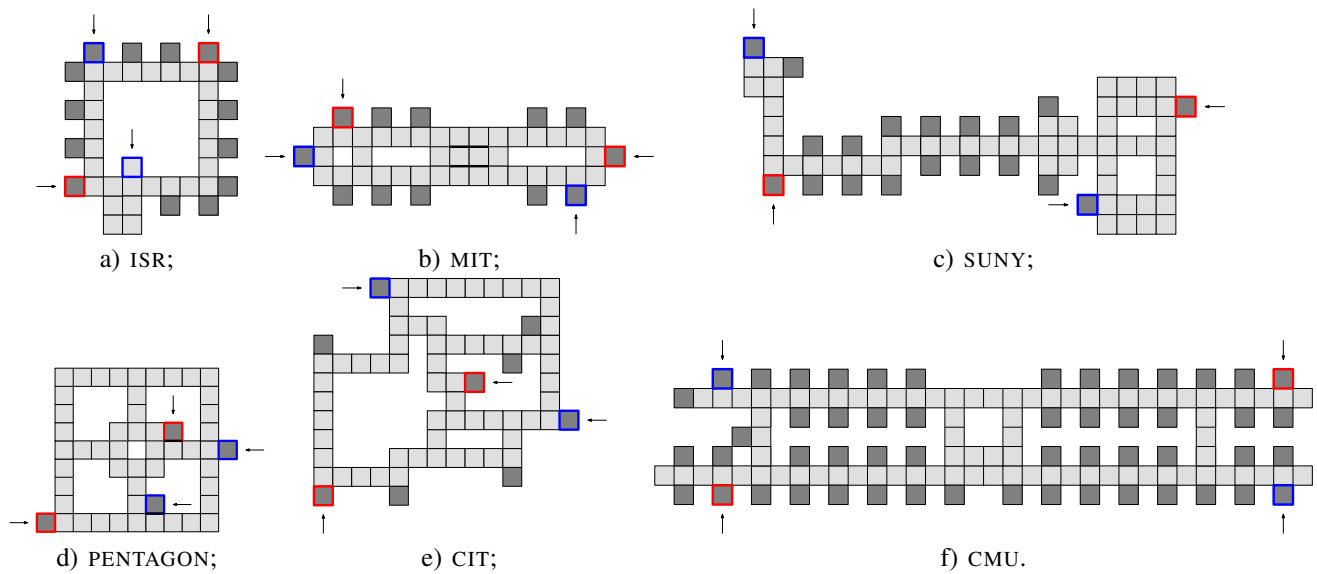 a) ISR;
b) MIT;
c) SUNY;
d) PENTAGON;
e) CIT;
f) CMU.